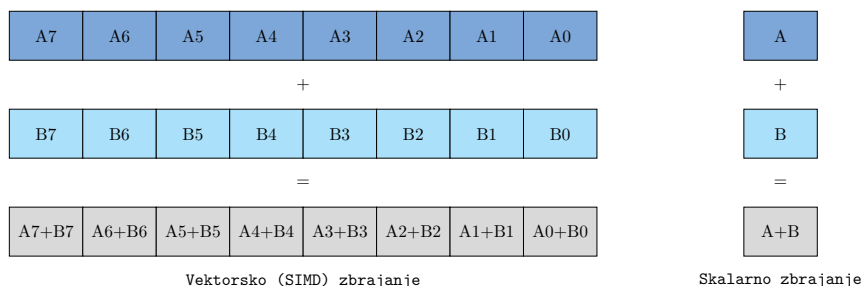 A7 A6 A5 A4 A3 A2 A1 A0 A
+ +
B7 B6 B5 B4 B3 B2 B1 B0 B
= =
A7+B7 A6+B6 A5+B5 A4+B4 A3+B3 A2+B2 A1+B1 A0+B0 A+B
Vektorsko (SIMD) zbrajanje Skalarno zbrajanje